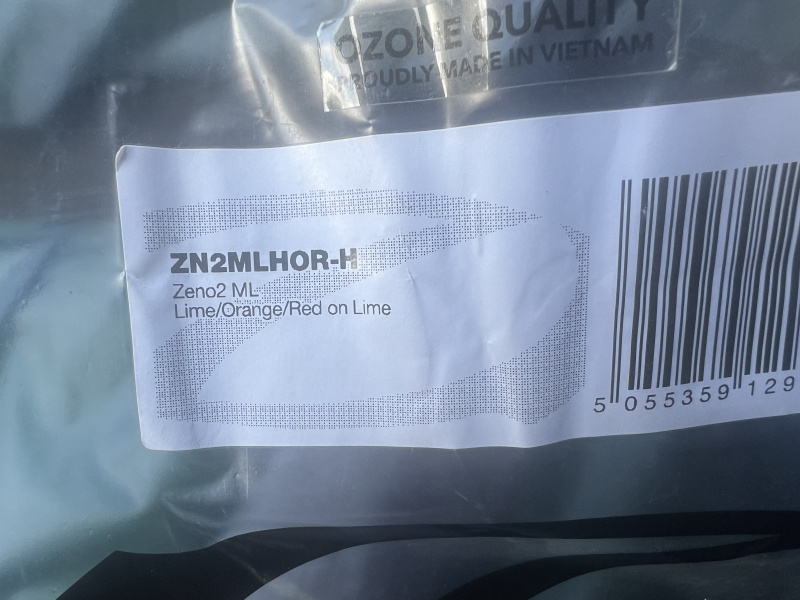 OZONE QUALITY
PROUDLY MADE IN VIETNAM
ZN2MLHOR-H
Zeno2 ML
Lime/Orange/Red on Lime
5 055359 129